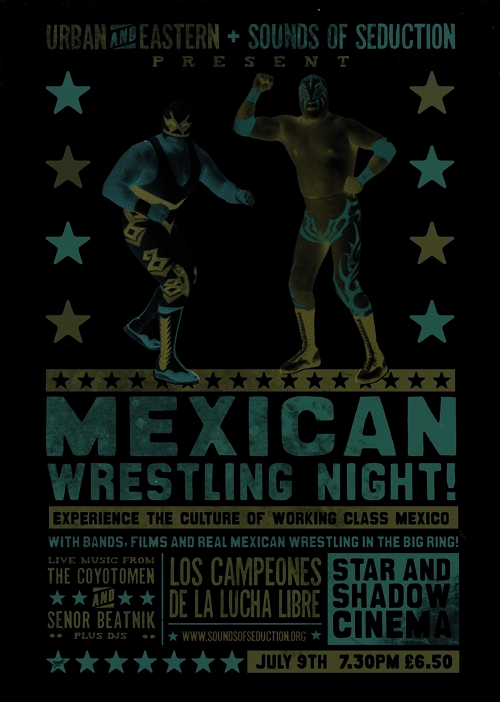 URBAN AND EASTERN + SOUNDS OF SEDUCTION
PRESENT
MEXICAN
WRESTLING NIGHT!
EXPERIENCE THE CULTURE OF WORKING CLASS MEXICO
WITH BANDS, FILMS AND REAL MEXICAN WRESTLING IN THE BIG RING!
LIVE MUSIC FROM
THE COYOTOMEN
AND
SENOR BEATNIK
PLUS DJS
LOS CAMPEONES
DE LA LUCHA LIBRE
WWW.SOUNDSOFSEDUCTION.ORG
STAR AND
SHADOW
CINEMA
JULY 9TH 7.30PM £6.50